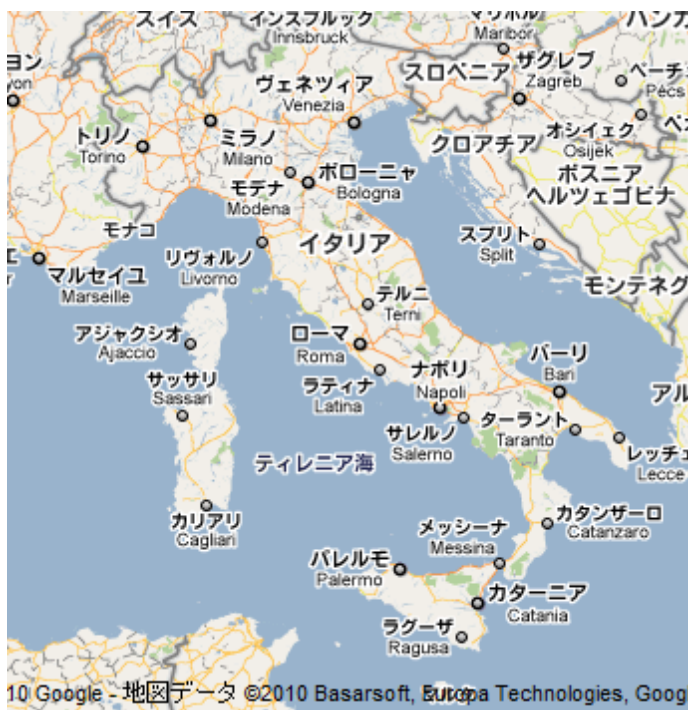 スイス
インスブルック
Innsbruck
マリボル
Maribor
ハンガ
ヨン
yon
ヴェネツィア
Venezia
スロベニア
ザグレブ
Zagreb
ペーチ
Pécs
トリノ
Torino
ミラノ
Milano
オシイェク
Osijek
クロアチア
モデナ
Modena
ボローニャ
Bologna
ボスニア
ヘルツェゴビナ
モナコ
イタリア
スプリト
Split
マルセイユ
Marseille
リヴォルノ
Livorno
モンテネグ
テルニ
Terni
アジャクシオ
Ajaccio
ローマ
Roma
ナポリ
Napoli
バーリ
Bari
サッサリ
Sassari
ラティナ
Latina
アル
サレルノ
Salerno
ターラント
Taranto
レッチェ
Lecce
ティレニア海
カリアリ
Cagliari
メッシーナ
Messina
カタンザーロ
Catanzaro
パレルモ
Palermo
カターニア
Catania
ラグーザ
Ragusa
10 Google - 地図データ ©2010 Basarsoft, Europa Technologies, Goog